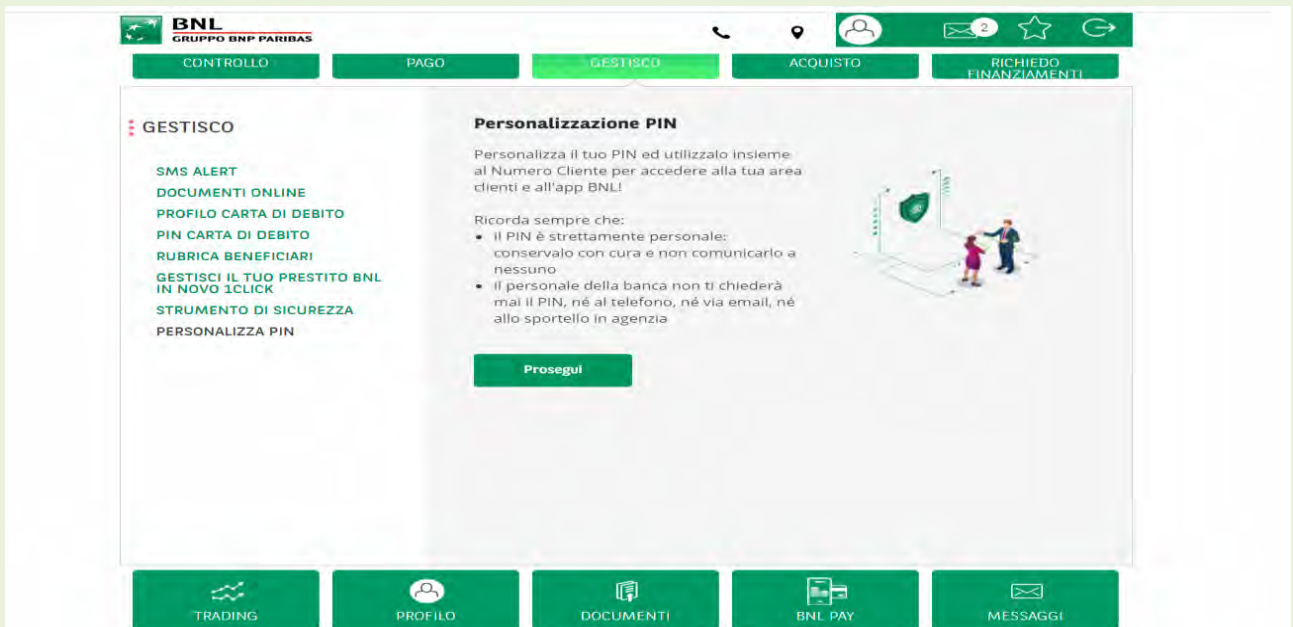 BNL
GRUPPO BNP PARIBAS
2
CONTROLLO
PAGO
GESTISCO
ACQUISTO
RICHIEDO
FINANZIAMENTI
GESTISCO
SMS ALERT
DOCUMENTI ONLINE
PROFILO CARTA DI DEBITO
PIN CARTA DI DEBITO
RUBRICA BENEFICIARI
GESTISCI IL TUO PRESTITO BNL
IN NOVO 1CLICK
STRUMENTO DI SICUREZZA
PERSONALIZZA PIN
Personalizzazione PIN
Personalizza il tuo PIN ed utilizzalo insieme
al Numero Cliente per accedere alla tua area
clienti e all'app BNL!
Ricorda sempre che:
• il PIN è strettamente personale:
conservalo con cura e non comunicarlo a
nessuno
• il personale della banca non ti chiederà
mai il PIN, né al telefono, né via email, né
allo sportello in agenzia
Prosegui
TRADING
PROFILO
DOCUMENTI
BNL PAY
MESSAGGI